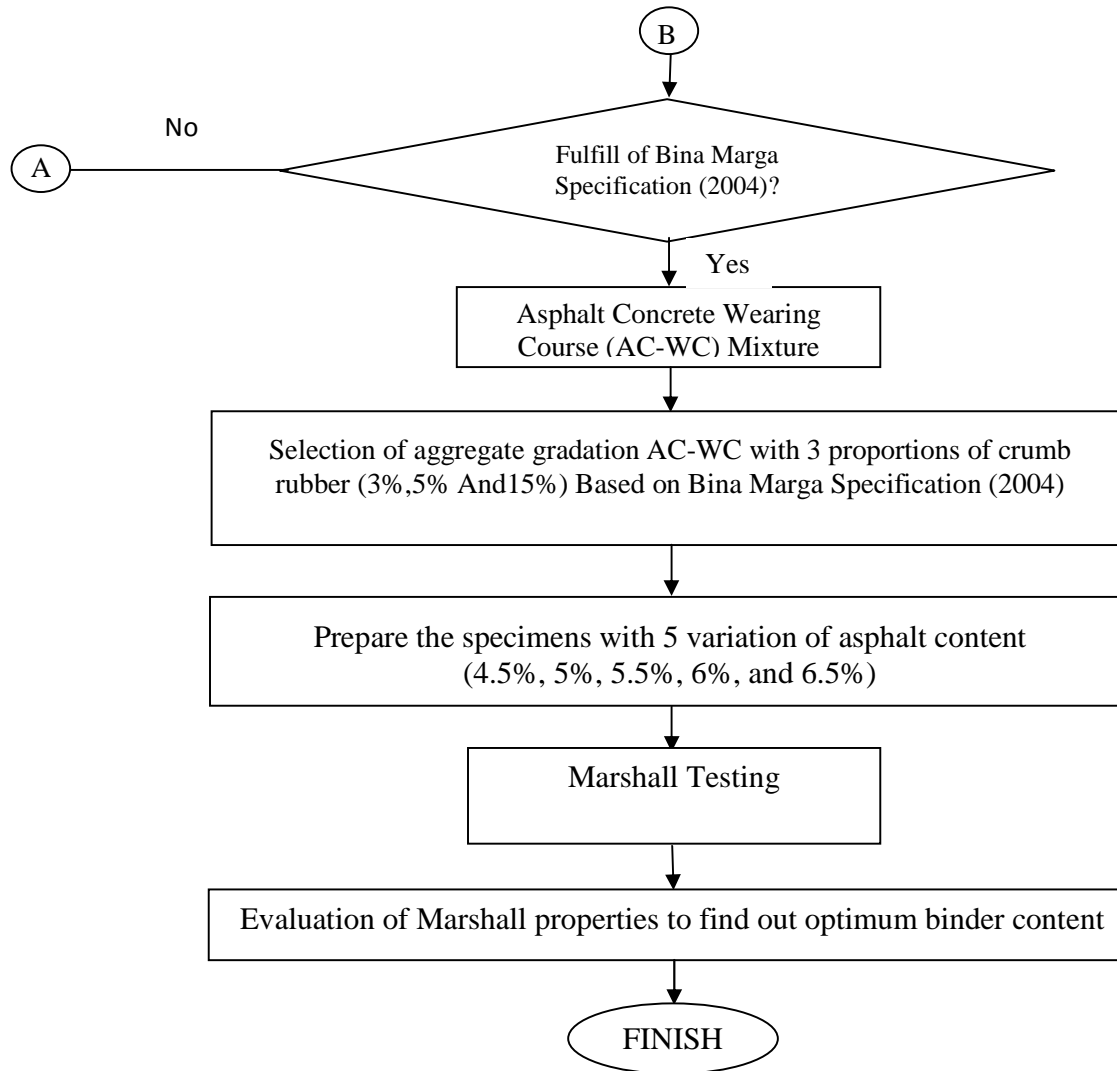 B
No
A
Fulfill of Bina Marga
Specification (2004)?
Yes
Asphalt Concrete Wearing
Course (AC-WC) Mixture
Selection of aggregate gradation AC-WC with 3 proportions of crumb
rubber (3%,5% And15%) Based on Bina Marga Specification (2004)
Prepare the specimens with 5 variation of asphalt content
(4.5%, 5%, 5.5%, 6%, and 6.5%)
Marshall Testing
Evaluation of Marshall properties to find out optimum binder content
FINISH